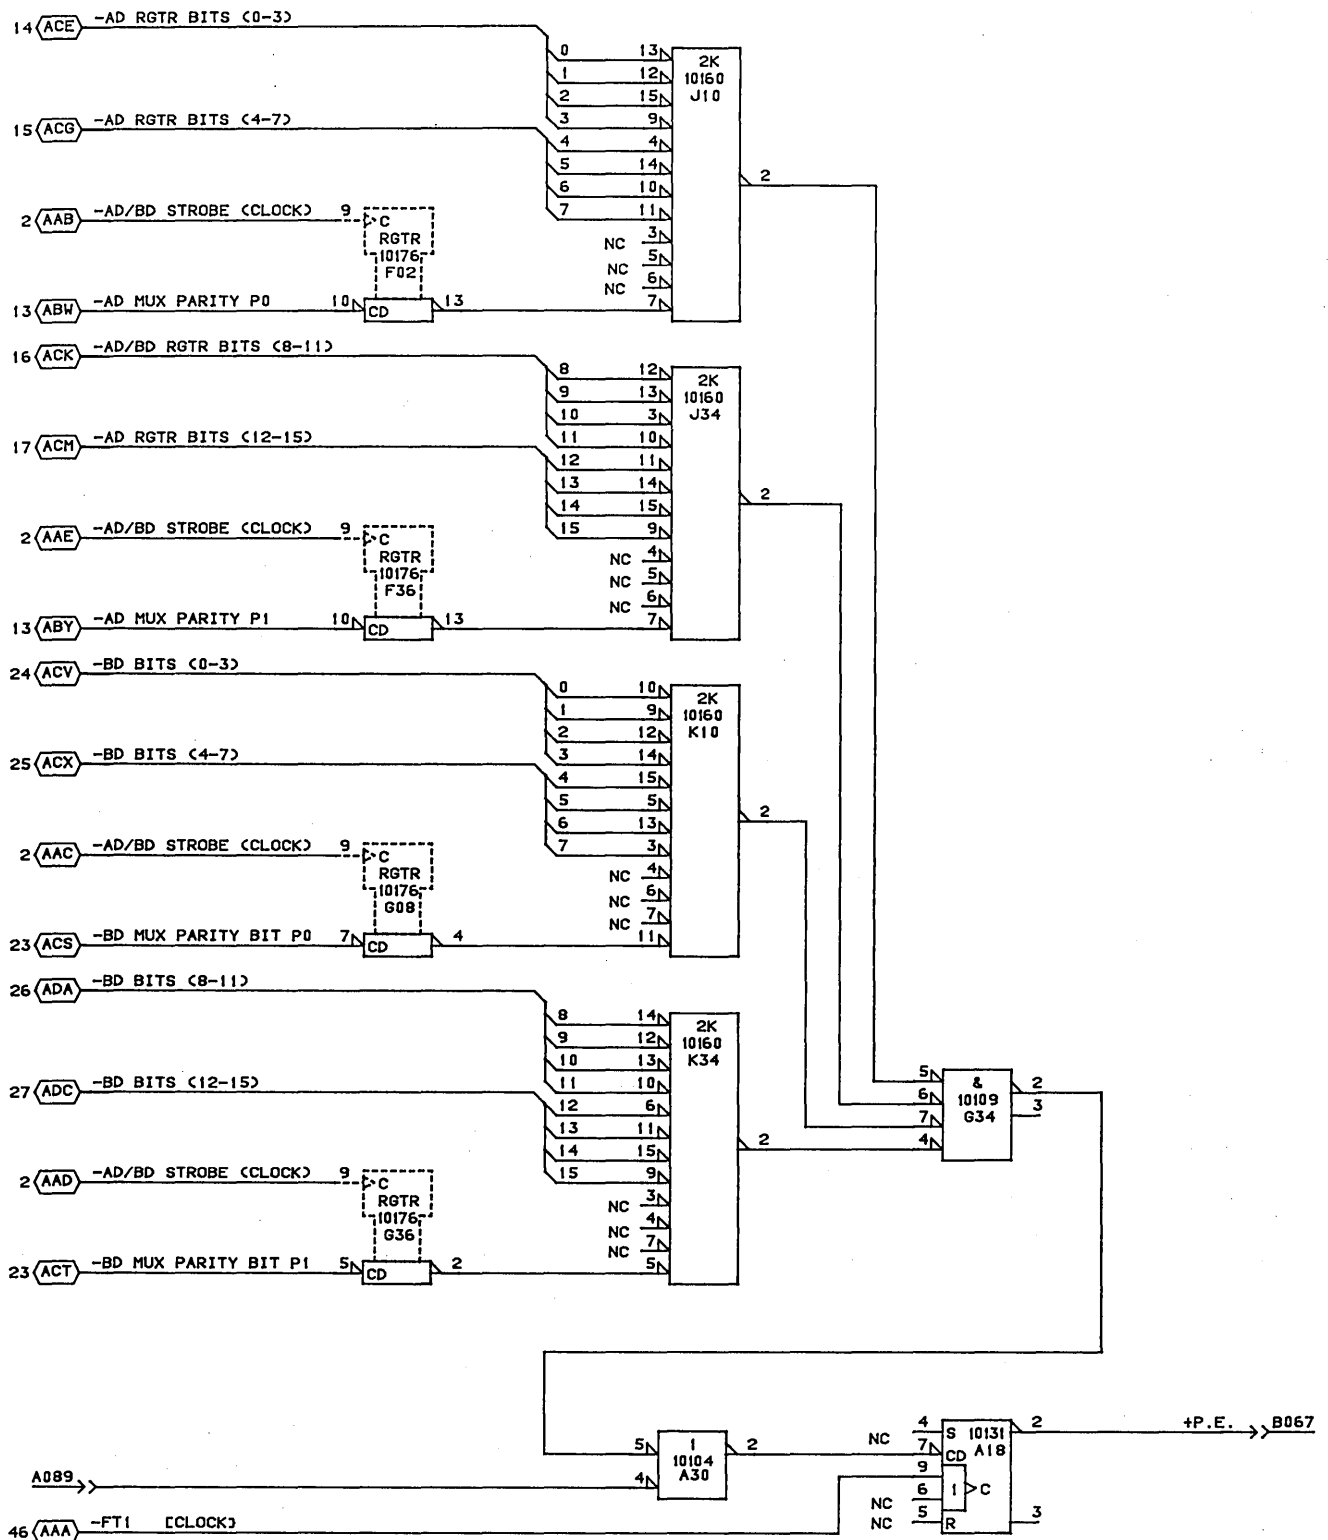 14 ACE -AD RGTR BITS (0-3)
0 13
1 12
2 15
3 9
2K
10160
J10
15 ACG -AD RGTR BITS (4-7)
4 4
5 14
6 10
7 11
2
2 AAB -AD/BD STROBE (CLOCK) 9
C
RGTR
10176
F02
NC 3
NC 5
NC 6
13 ABW -AD MUX PARITY P0 10 CD 13 7
16 ACK -AD/BD RGTR BITS (8-11)
8 12
9 13
10 3
11 10
2K
10160
J34
17 ACM -AD RGTR BITS (12-15)
12 11
13 14
14 15
15 9
2
2 AAE -AD/BD STROBE (CLOCK) 9
C
RGTR
10176
F36
NC 4
NC 5
NC 6
13 ABY -AD MUX PARITY P1 10 CD 13 7
24 ACV -BD BITS (0-3)
0 10
1 9
2 12
3 14
2K
10160
K10
25 ACX -BD BITS (4-7)
4 15
5 5
6 13
7 3
2
2 AAC -AD/BD STROBE (CLOCK) 9
C
RGTR
10176
G08
NC 4
NC 6
NC 7
23 ACS -BD MUX PARITY BIT P0 7 CD 4 11
26 ADA -BD BITS (8-11)
8 14
9 12
10 13
11 10
2K
10160
K34
27 ADC -BD BITS (12-15)
12 6
13 11
14 15
15 9
2
5
6
7
4
&
10109
G34
2
3
2 AAD -AD/BD STROBE (CLOCK) 9
C
RGTR
10176
G36
NC 3
NC 4
NC 7
23 ACT -BD MUX PARITY BIT P1 5 CD 2 5
5
4
1
10104
A30
2
NC 4 S 10131
7 CD A18
9
NC 6 1 C
NC 5 R
2 +P.E. B067
3
A089
46 AAA -FT1 [CLOCK]